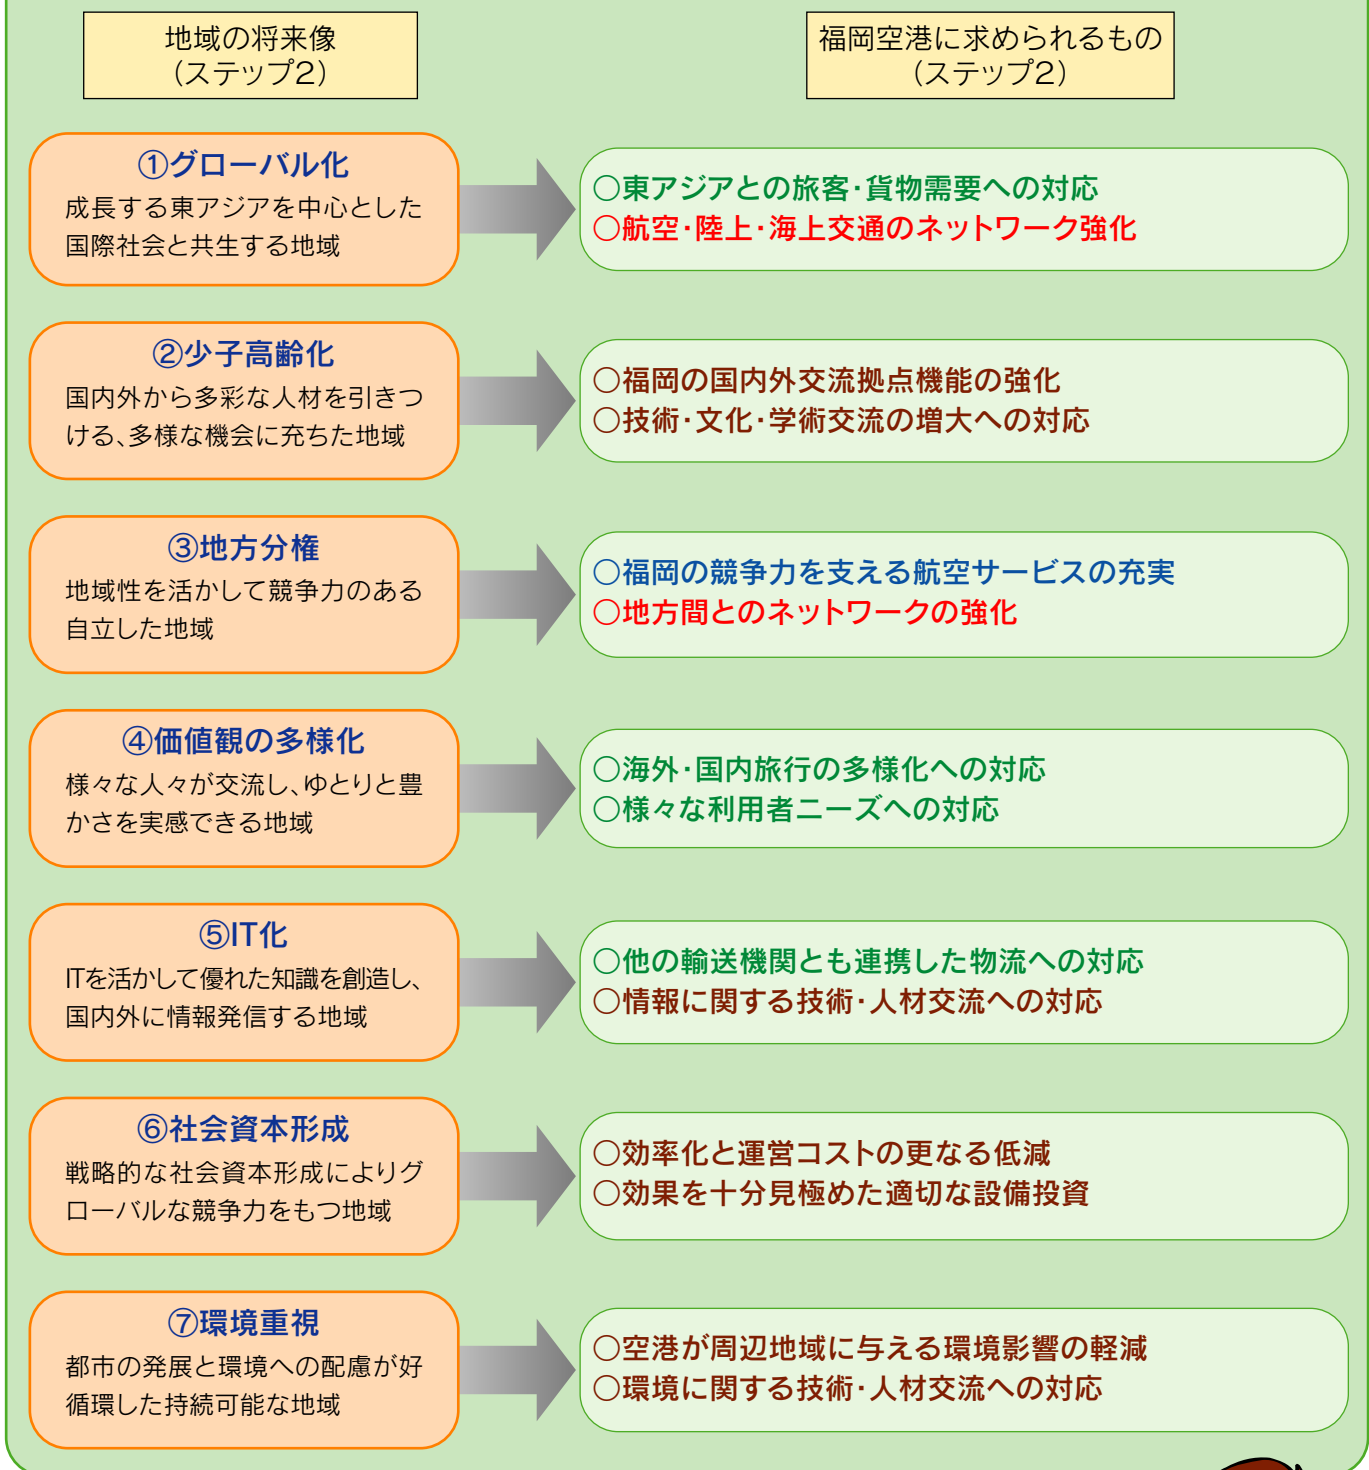 地域の将来像
（ステップ2）
福岡空港に求められるもの
（ステップ2）
①グローバル化
成長する東アジアを中心とした
国際社会と共生する地域
○東アジアとの旅客・貨物需要への対応
○航空・陸上・海上交通のネットワーク強化
②少子高齢化
国内外から多彩な人材を引きつ
ける、多様な機会に充ちた地域
○福岡の国内外交流拠点機能の強化
○技術・文化・学術交流の増大への対応
③地方分権
地域性を活かして競争力のある
自立した地域
○福岡の競争力を支える航空サービスの充実
○地方間とのネットワークの強化
④価値観の多様化
様々な人々が交流し、ゆとりと豊
かさを実感できる地域
○海外・国内旅行の多様化への対応
○様々な利用者ニーズへの対応
⑤IT化
ITを活かして優れた知識を創造し、
国内外に情報発信する地域
○他の輸送機関とも連携した物流への対応
○情報に関する技術・人材交流への対応
⑥社会資本形成
戦略的な社会資本形成によりグ
ローバルな競争力をもつ地域
○効率化と運営コストの更なる低減
○効果を十分見極めた適切な設備投資
⑦環境重視
都市の発展と環境への配慮が好
循環した持続可能な地域
○空港が周辺地域に与える環境影響の軽減
○環境に関する技術・人材交流への対応